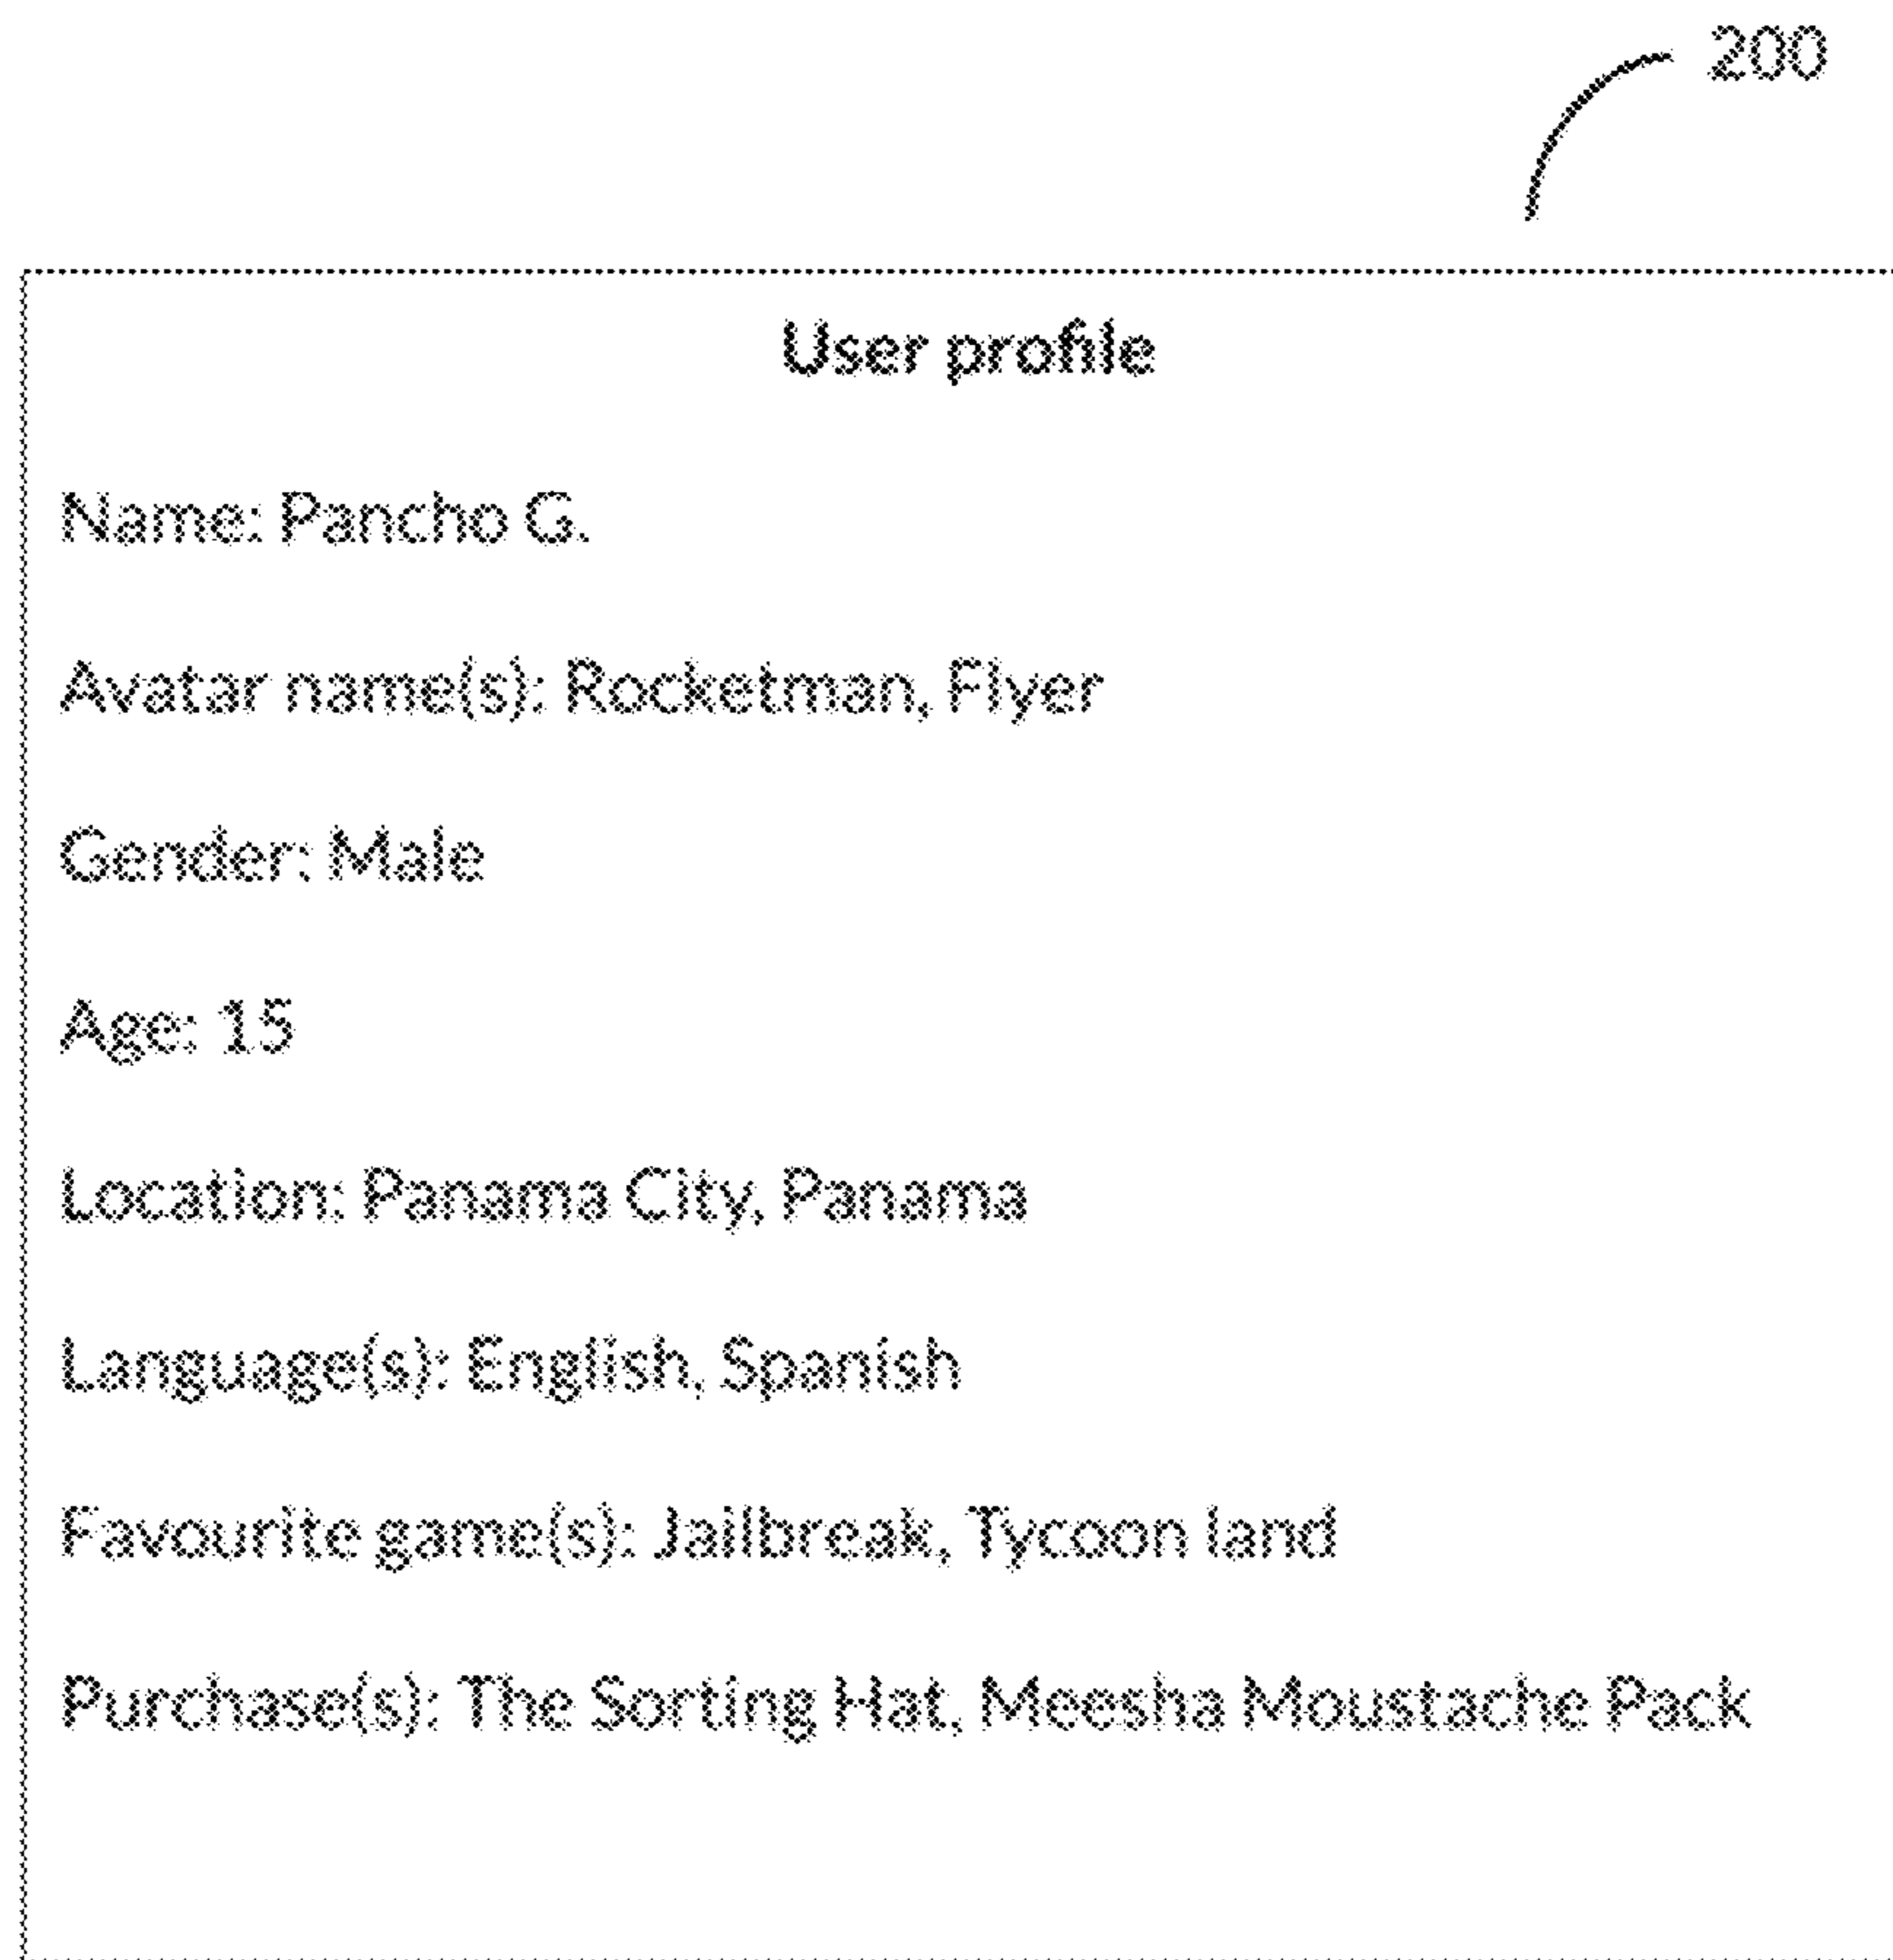 200
User profile
Name: Pancho G.
Avatar name(s): Rocketman, Flyer
Gender: Male
Age: 15
Location: Panama City, Panama
Language(s): English, Spanish
Favourite game(s): Jailbreak, Tycoon land
Purchase(s): The Sorting Hat, Meesha Moustache Pack